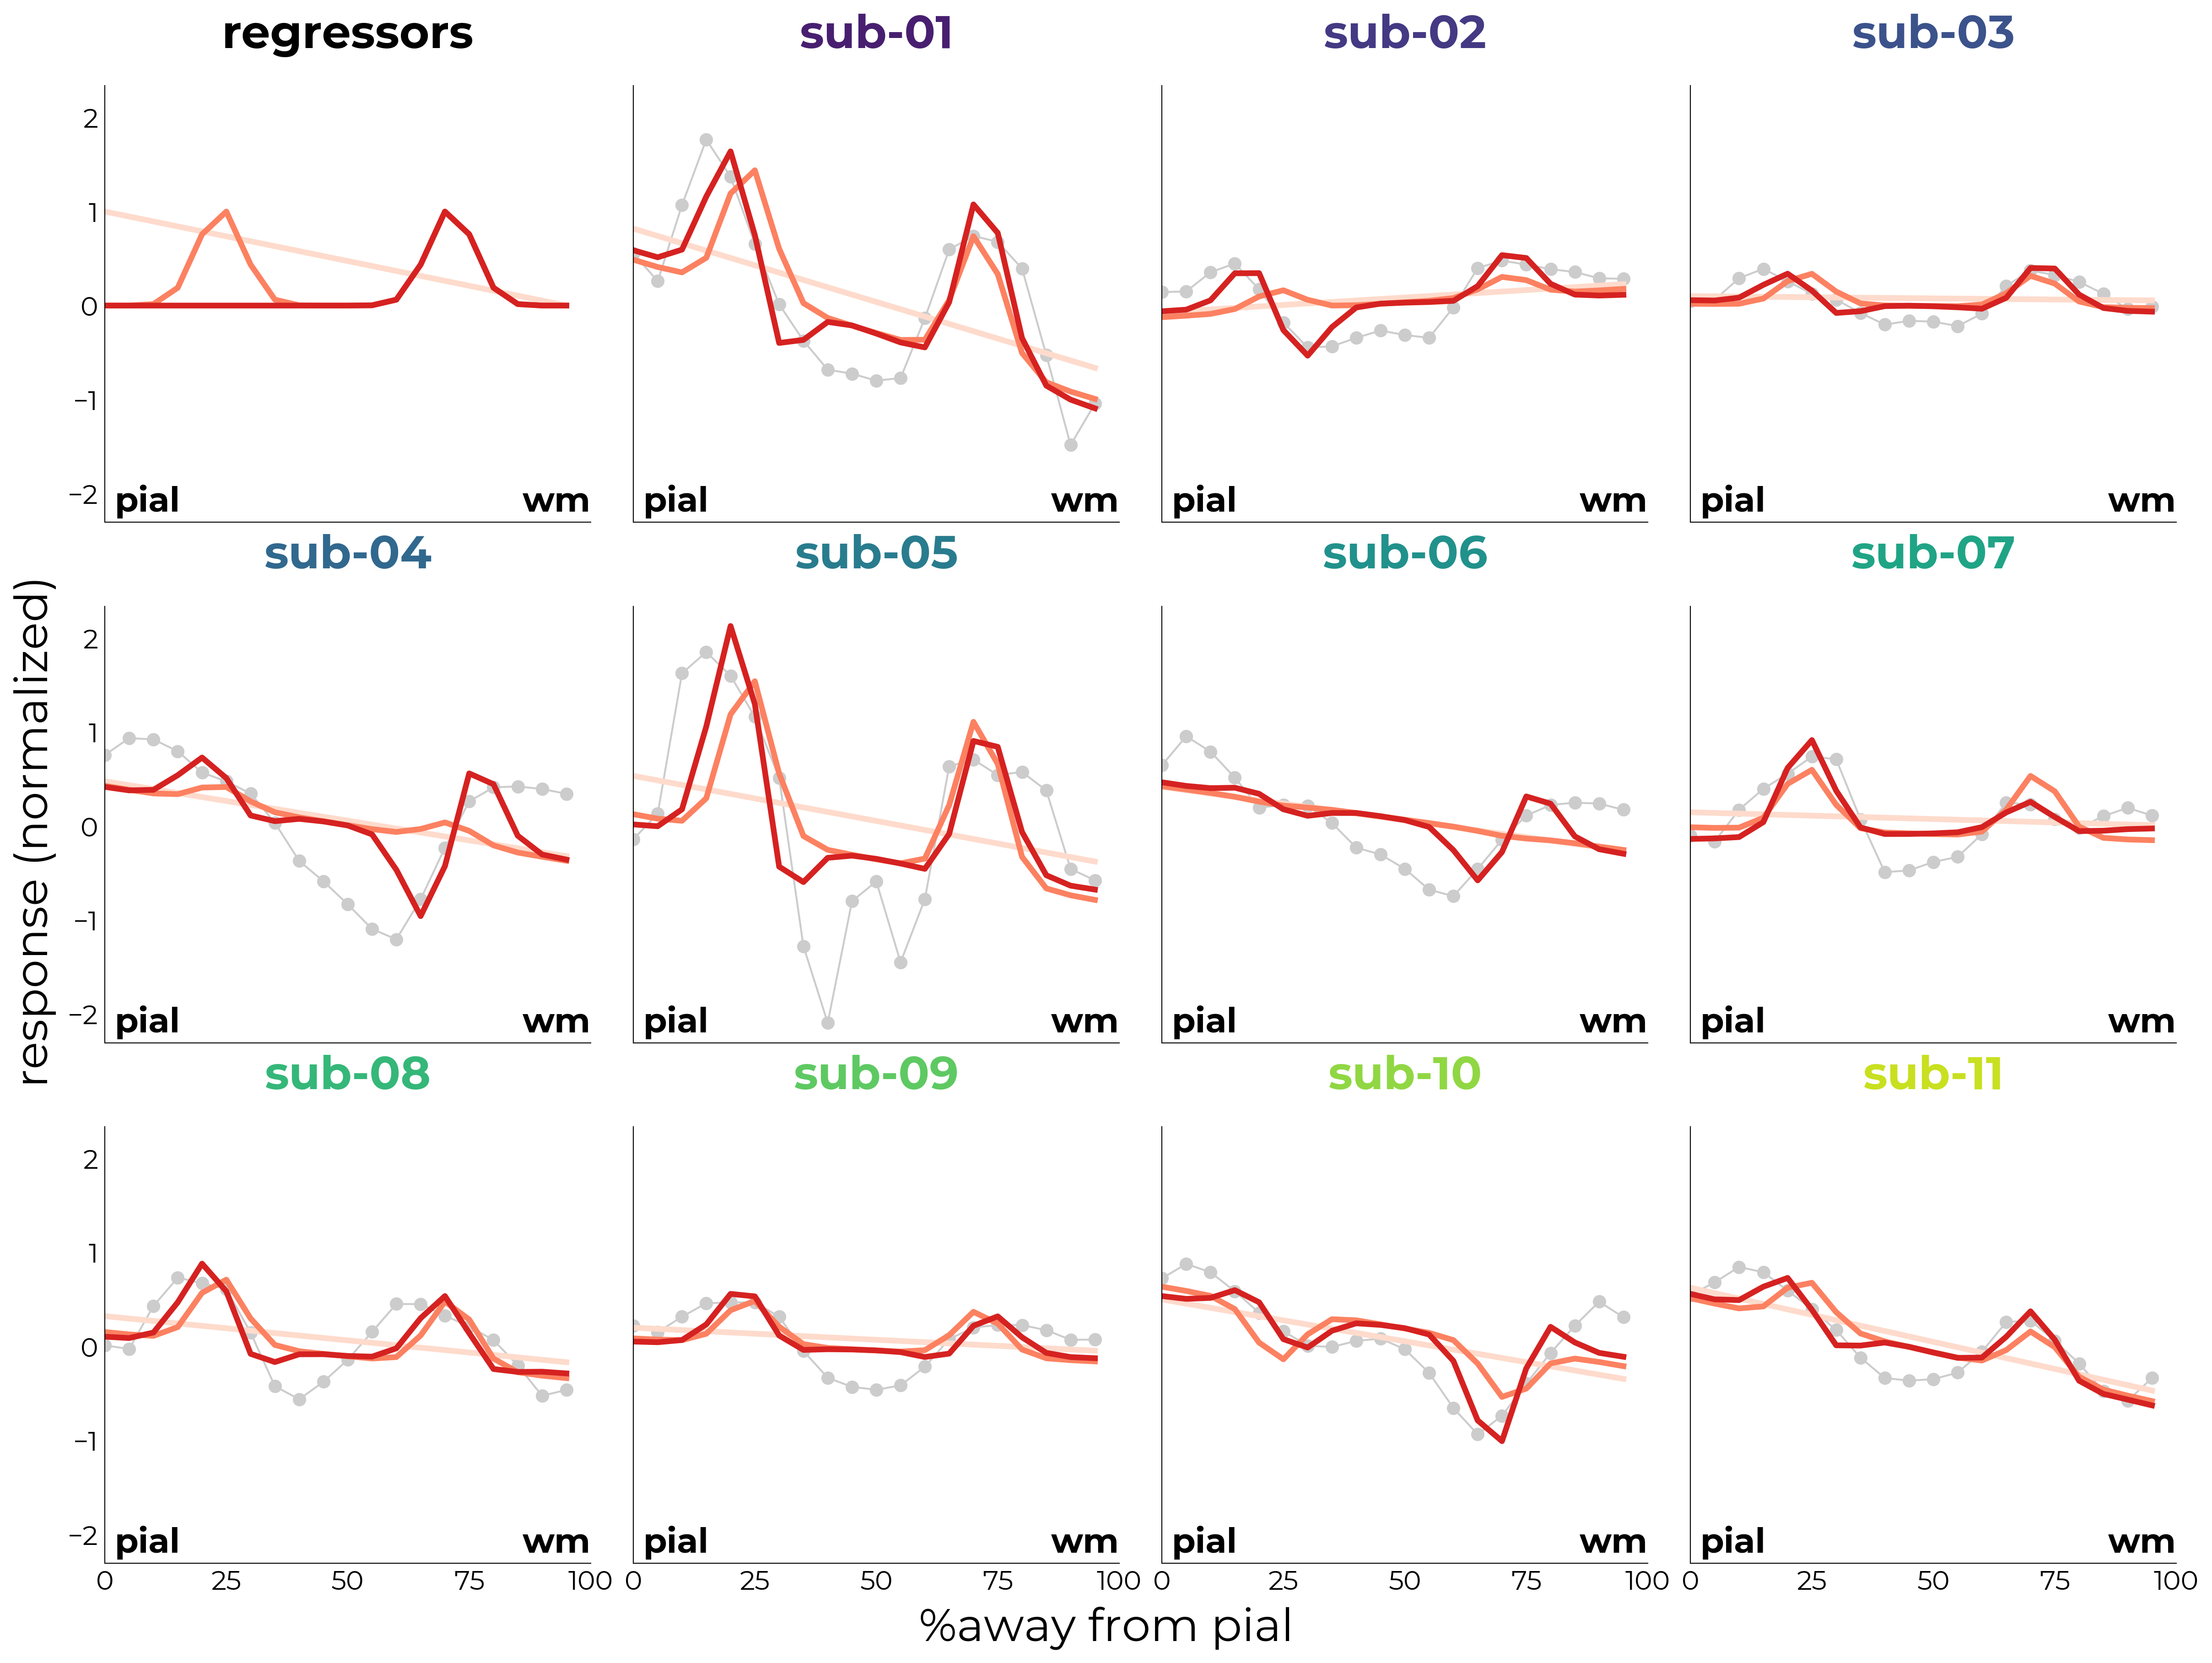 regressors
sub-01
sub-02
sub-03
2
1
0
−1
−2
pial wm
pial wm
pial wm
pial wm
sub-04
sub-05
sub-06
sub-07
response (normalized)
2
1
0
−1
−2
pial wm
pial wm
pial wm
pial wm
sub-08
sub-09
sub-10
sub-11
2
1
0
−1
−2
pial wm
pial wm
pial wm
pial wm
0 25 50 75 100
0 25 50 75 100
0 25 50 75 100
0 25 50 75 100
%away from pial